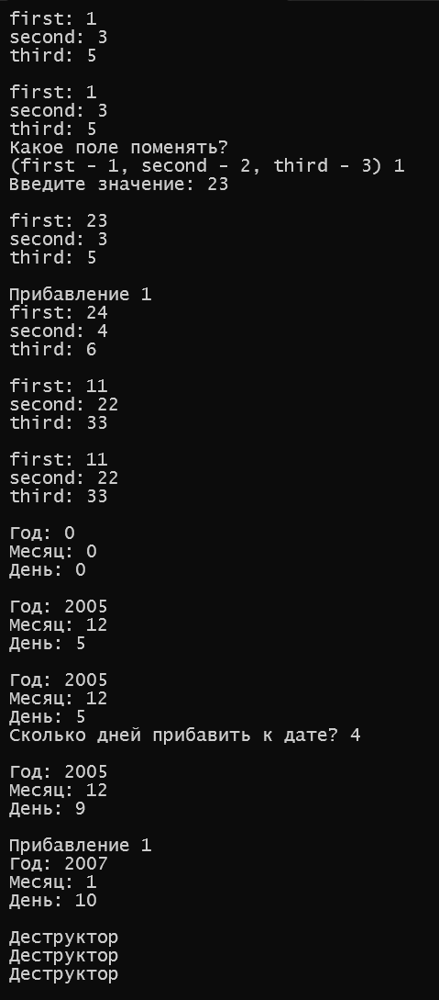 first: 1
second: 3
third: 5
first: 1
second: 3
third: 5
Какое поле поменять?
(first - 1, second - 2, third - 3) 1
Введите значение: 23
first: 23
second: 3
third: 5
Прибавление 1
first: 24
second: 4
third: 6
first: 11
second: 22
third: 33
first: 11
second: 22
third: 33
Год: 0
Месяц: 0
День: 0
Год: 2005
Месяц: 12
День: 5
Год: 2005
Месяц: 12
День: 5
Сколько дней прибавить к дате? 4
Год: 2005
Месяц: 12
День: 9
Прибавление 1
Год: 2007
Месяц: 1
День: 10
Деструктор
Деструктор
Деструктор